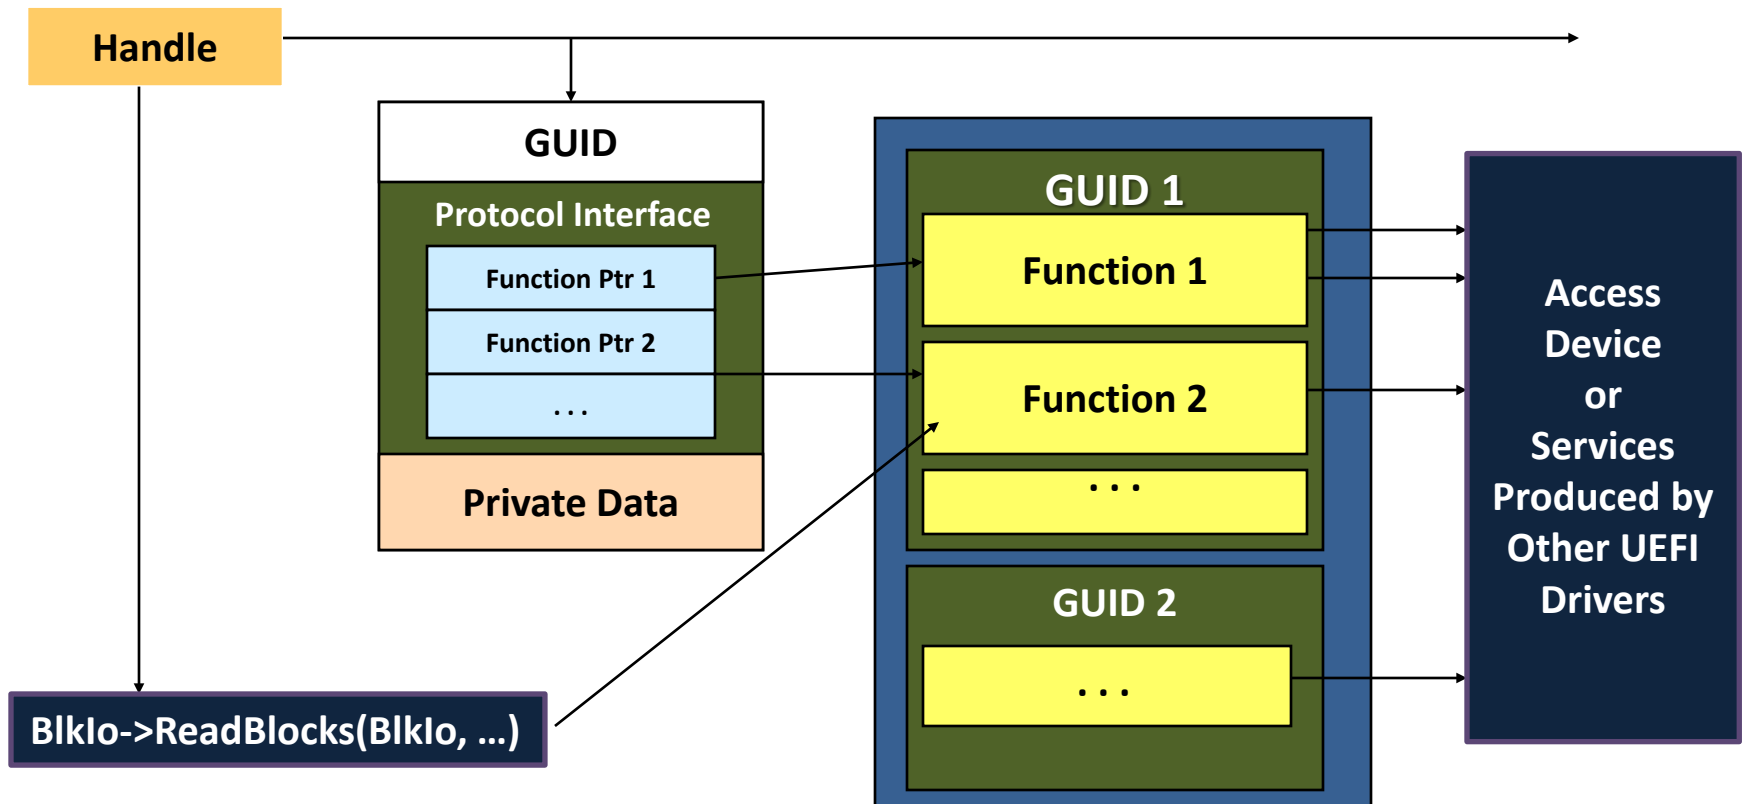 Handle
GUID
Protocol Interface
Function Ptr 1
Function Ptr 2
. . .
Private Data
BlkIo->ReadBlocks(BlkIo, …)
GUID 1
Function 1
Function 2
. . .
GUID 2
. . .
Access
Device
or
Services
Produced by
Other UEFI
Drivers